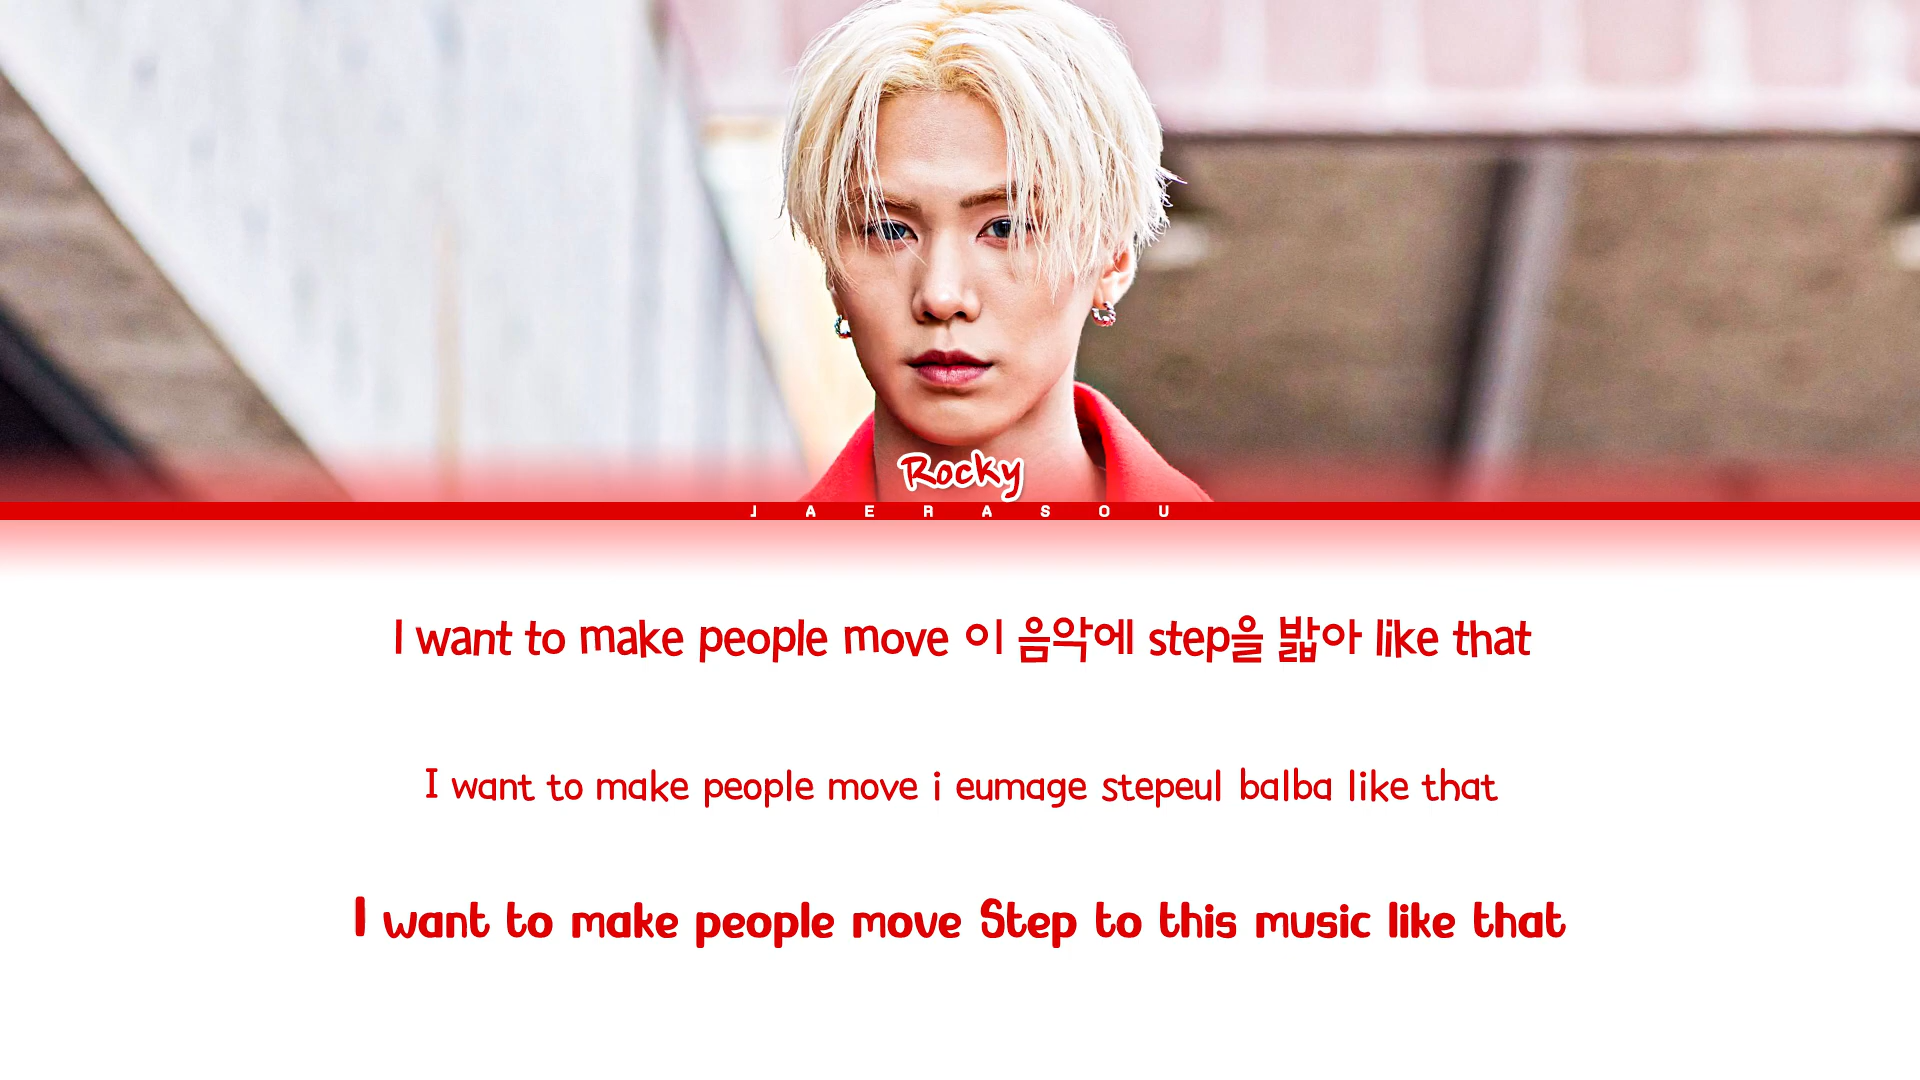 Rocky
JAERASOU
I want to make people move 이 음악에 step을 밟아 like that
I want to make people move i eumage stepeul balba like that
I want to make people move Step to this music like that